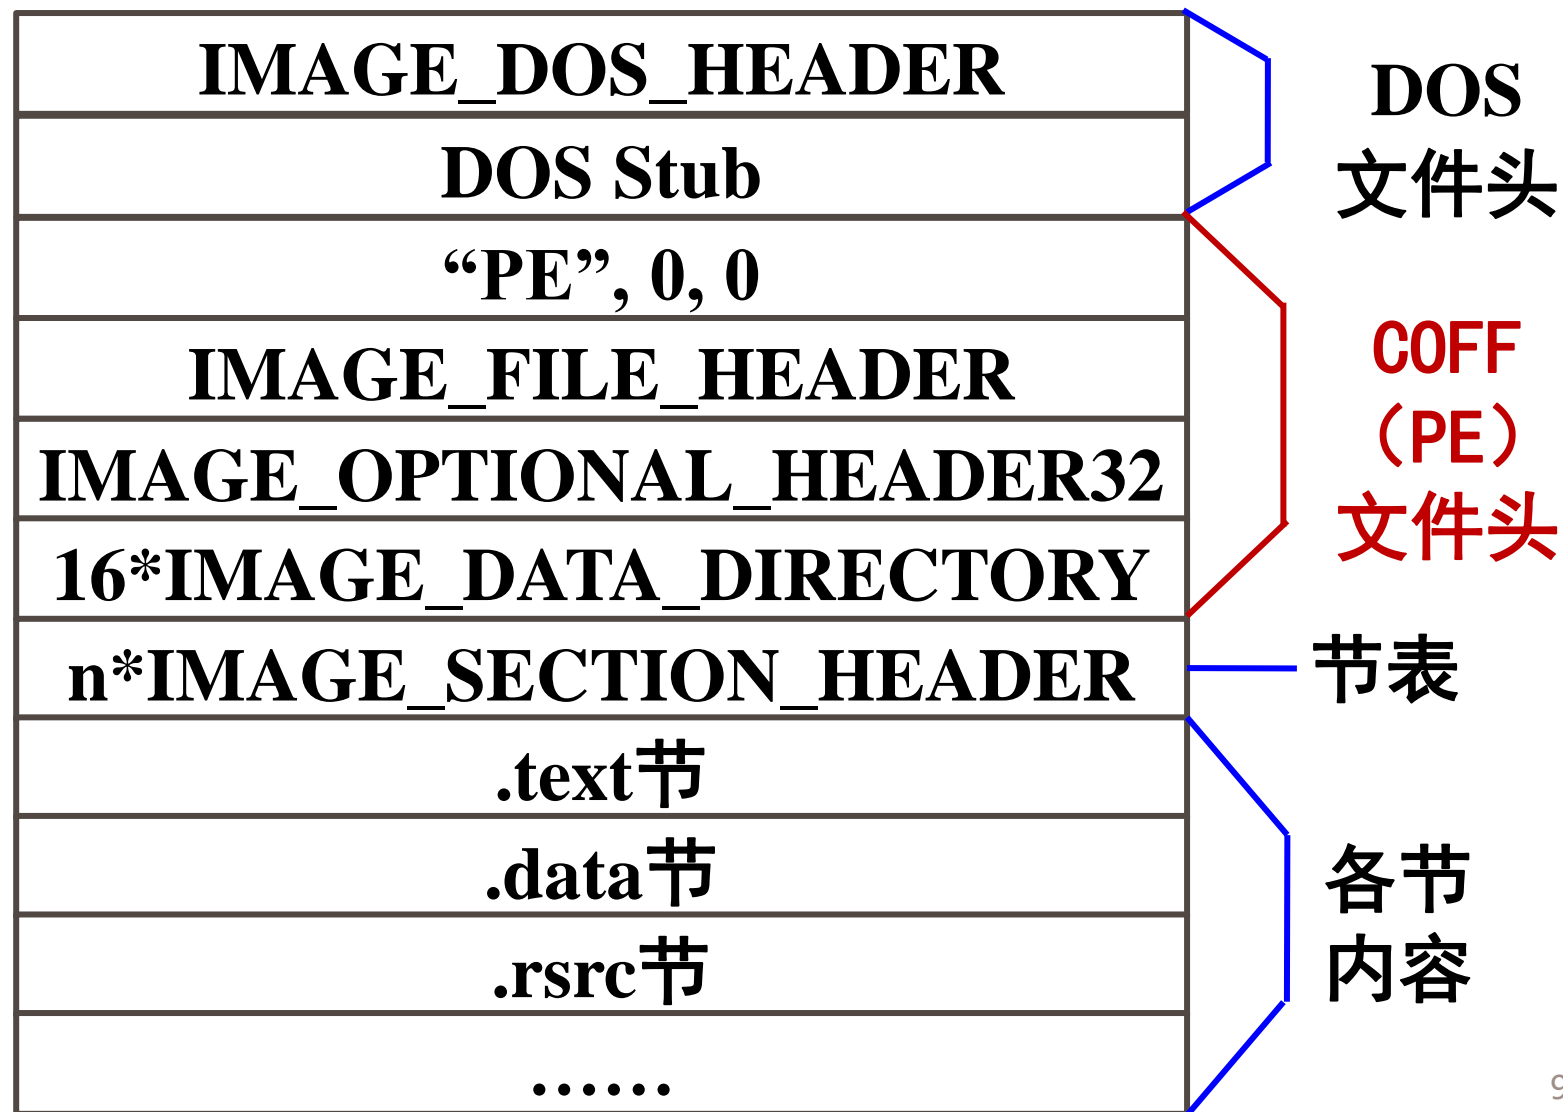 IMAGE_DOS_HEADER
DOS Stub
“PE”, 0, 0
IMAGE_FILE_HEADER
IMAGE_OPTIONAL_HEADER32
16*IMAGE_DATA_DIRECTORY
n*IMAGE_SECTION_HEADER
.text节
.data节
.rsrc节
……
DOS
文件头
COFF
（PE）
文件头
节表
各节
内容
9